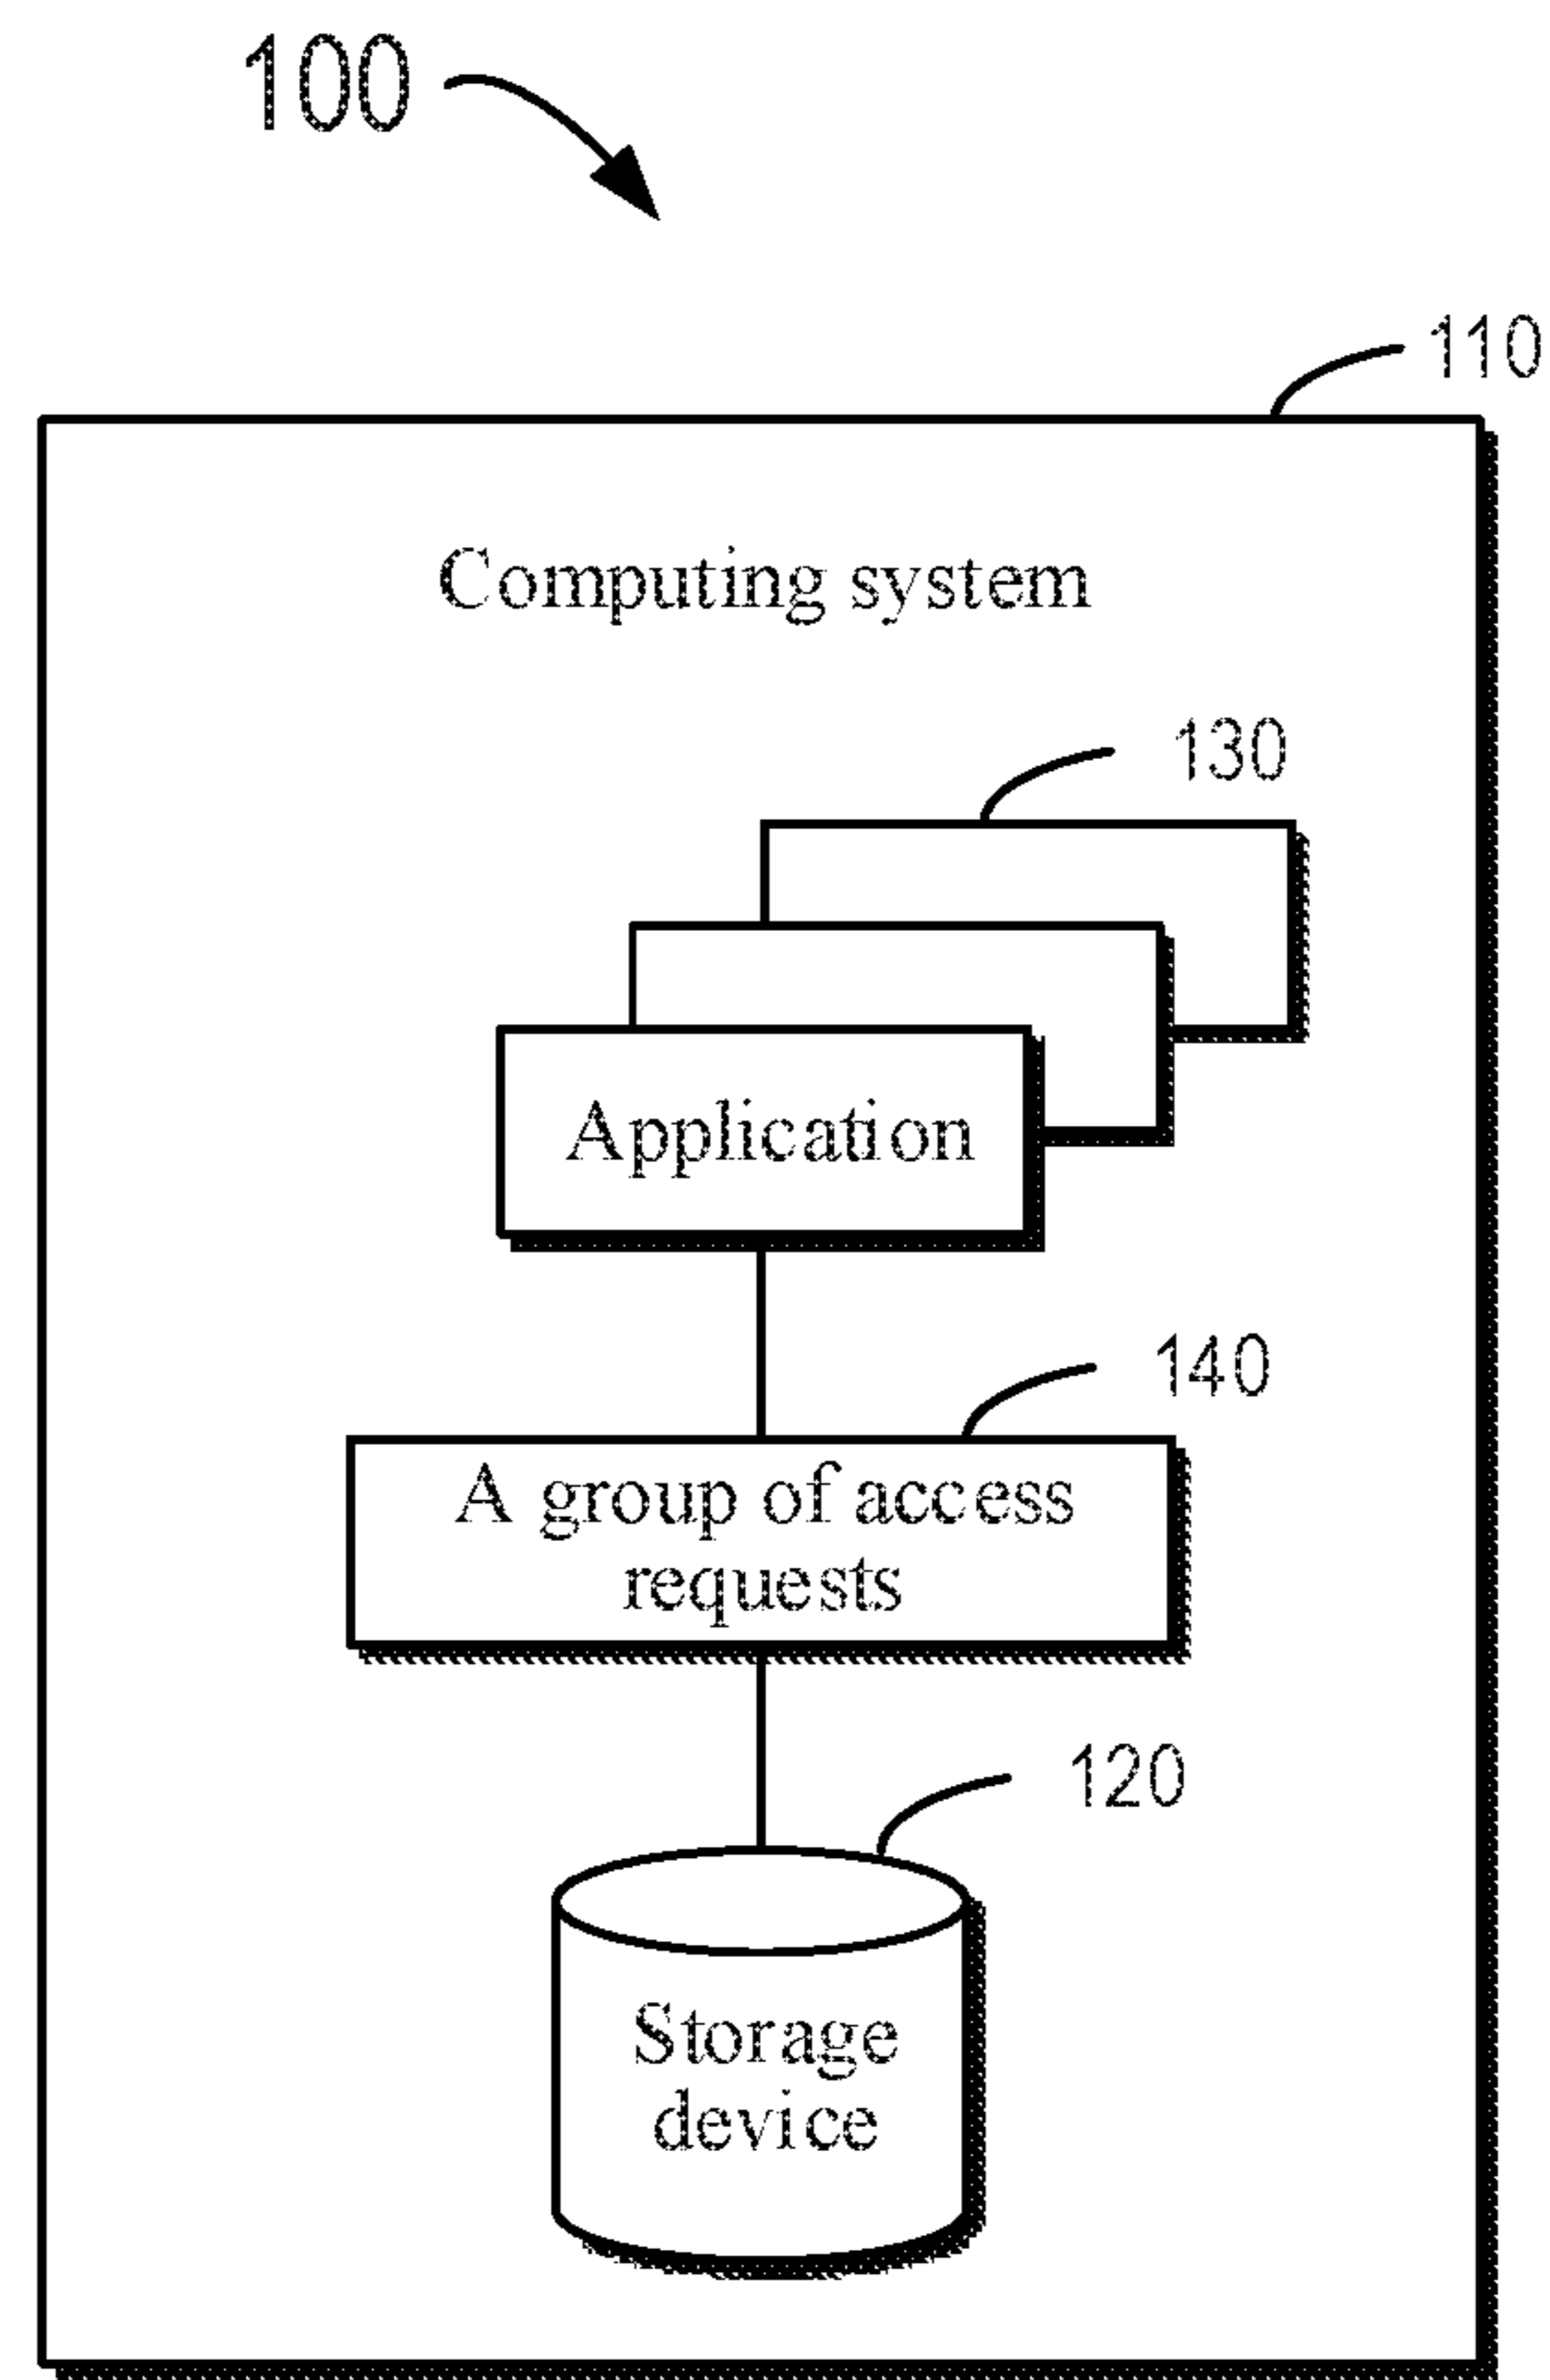 100
110
Computing system
130
Application
140
A group of access
requests
120
Storage
device